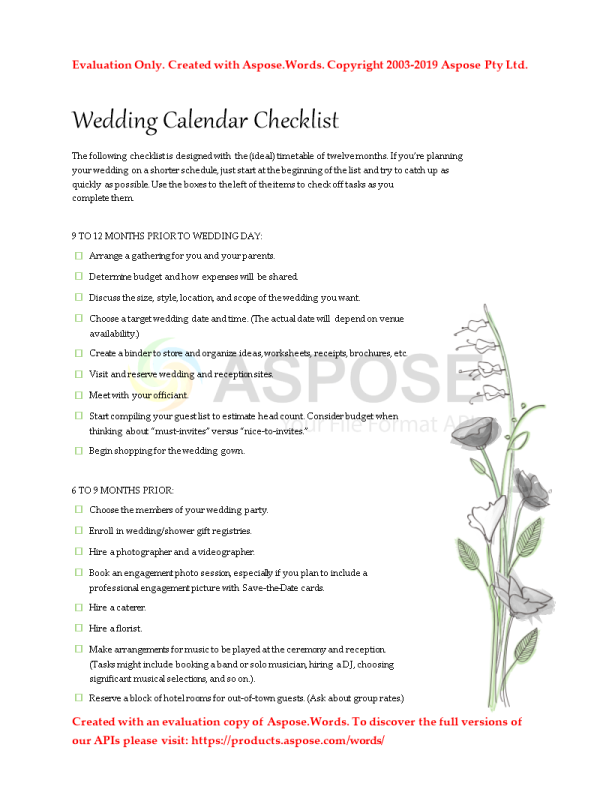 Evaluation Only. Created with Aspose.Words. Copyright 2003-2019 Aspose Pty Ltd.
Wedding Calendar Checklist
The following checklist is designed with the (ideal) timetable of twelve months. If you're planning
your wedding on a shorter schedule, just start at the beginning of the list and try to catch up as
quickly as possible. Use the boxes to the left of the items to check off tasks as you
complete them.
9 TO 12 MONTHS PRIOR TO WEDDING DAY:
Arrange a gathering for you and your parents.
Determine budget and how expenses will be shared.
Discuss the size, style, location, and scope of the wedding you want.
Choose a target wedding date and time. (The actual date will depend on venue
availability.)
Create a binder to store and organize ideas, worksheets, receipts, brochures, etc.
Visit and reserve wedding and reception sites.
ASPOSE
Meet with your officiant.
Start compiling your guest list to estimate head count. Consider budget when
Your File Format APIs
thinking about “must-invites” versus “nice-to-invites.”
Begin shopping for the wedding gown.
6 TO 9 MONTHS PRIOR:
Choose the members of your wedding party.
Enroll in wedding/shower gift registries.
Hire a photographer and a videographer.
Book an engagement photo session, especially if you plan to include a
professional engagement picture with Save-the-Date cards.
Hire a caterer.
Hire a florist.
Make arrangements for music to be played at the ceremony and reception.
(Tasks might include booking a band or solo musician, hiring a DJ, choosing
significant musical selections, and so on.).
Reserve a block of hotel rooms for out-of-town guests. (Ask about group rates.)
Created with an evaluation copy of Aspose.Words. To discover the full versions of
our APIs please visit: https://products.aspose.com/words/